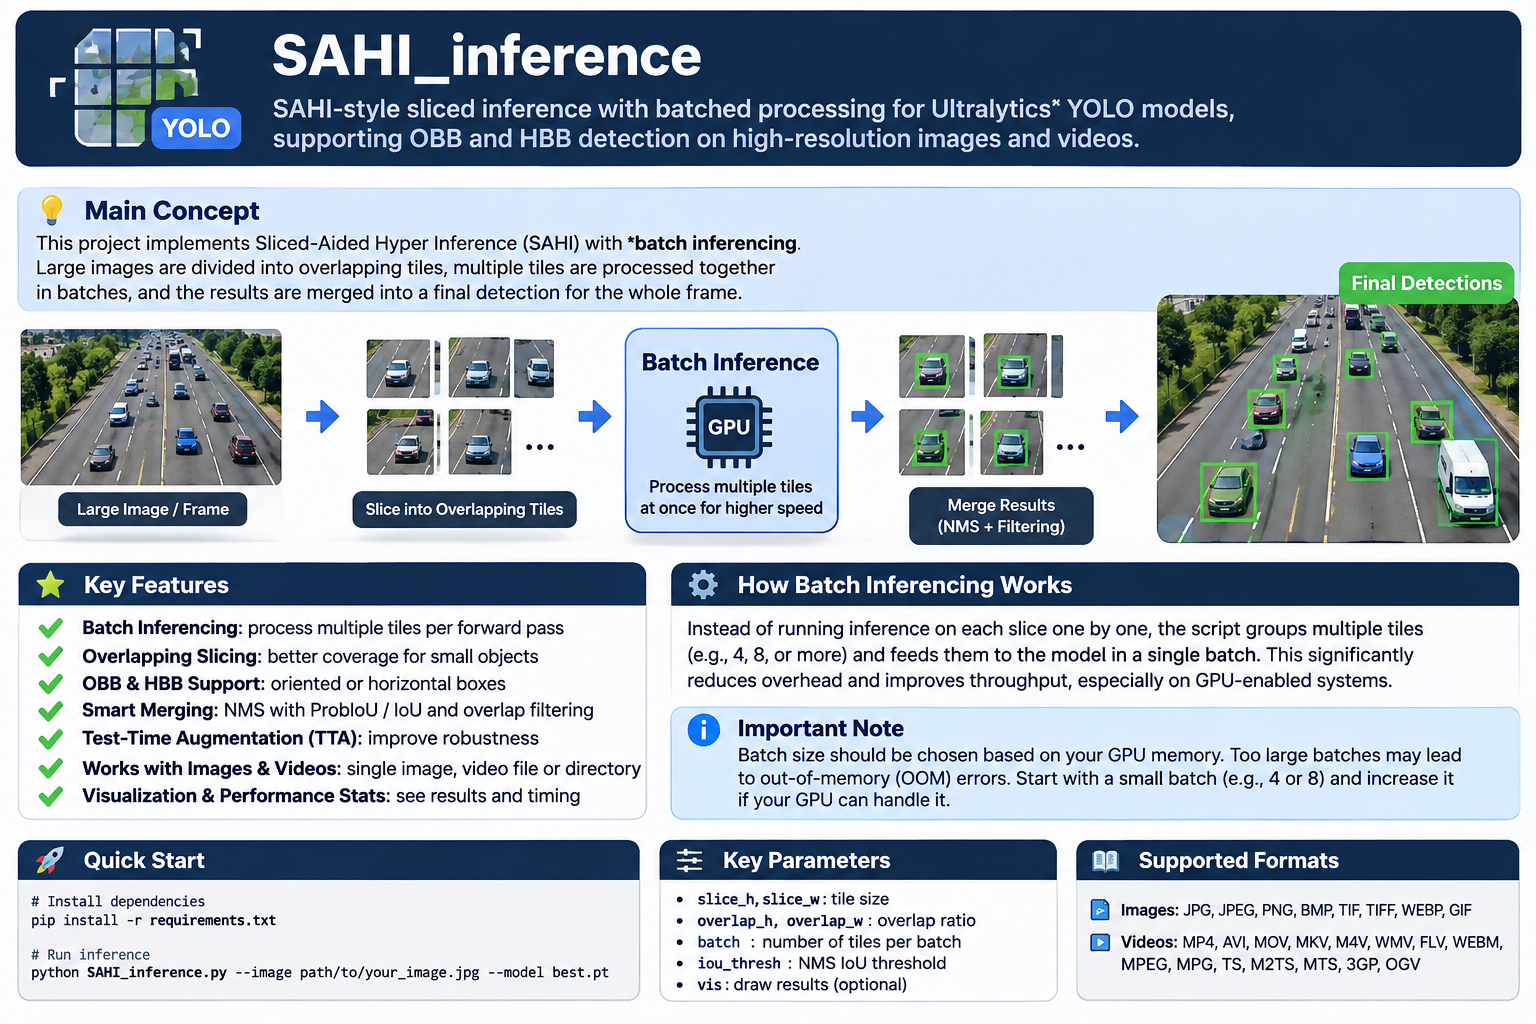 YOLO
SAHI_inference
SAHI-style sliced inference with batched processing for Ultralytics* YOLO models,
supporting OBB and HBB detection on high-resolution images and videos.
Main Concept
This project implements Sliced-Aided Hyper Inference (SAHI) with *batch inferencing.
Large images are divided into overlapping tiles, multiple tiles are processed together
in batches, and the results are merged into a final detection for the whole frame.
Large Image / Frame
Slice into Overlapping Tiles
...
Batch Inference
GPU
Process multiple tiles
at once for higher speed
...
Merge Results
(NMS + Filtering)
Final Detections
Key Features
Batch Inferencing: process multiple tiles per forward pass
Overlapping Slicing: better coverage for small objects
OBB & HBB Support: oriented or horizontal boxes
Smart Merging: NMS with ProbIoU / IoU and overlap filtering
Test-Time Augmentation (TTA): improve robustness
Works with Images & Videos: single image, video file or directory
Visualization & Performance Stats: see results and timing
How Batch Inferencing Works
Instead of running inference on each slice one by one, the script groups multiple tiles
(e.g., 4, 8, or more) and feeds them to the model in a single batch. This significantly
reduces overhead and improves throughput, especially on GPU-enabled systems.
i
Important Note
Batch size should be chosen based on your GPU memory. Too large batches may lead
to out-of-memory (OOM) errors. Start with a small batch (e.g., 4 or 8) and increase it
if your GPU can handle it.
Quick Start
# Install dependencies
pip install -r requirements.txt
# Run inference
python SAHI_inference.py --image path/to/your_image.jpg --model best.pt
Key Parameters
• slice_h, slice_w : tile size
• overlap_h, overlap_w : overlap ratio
• batch : number of tiles per batch
• iou_thresh : NMS IoU threshold
• vis : draw results (optional)
Supported Formats
Images: JPG, JPEG, PNG, BMP, TIF, TIFF, WEBP, GIF
Videos: MP4, AVI, MOV, MKV, M4V, WMV, FLV, WEBM,
MPEG, MPG, TS, M2TS, MTS, 3GP, OGV